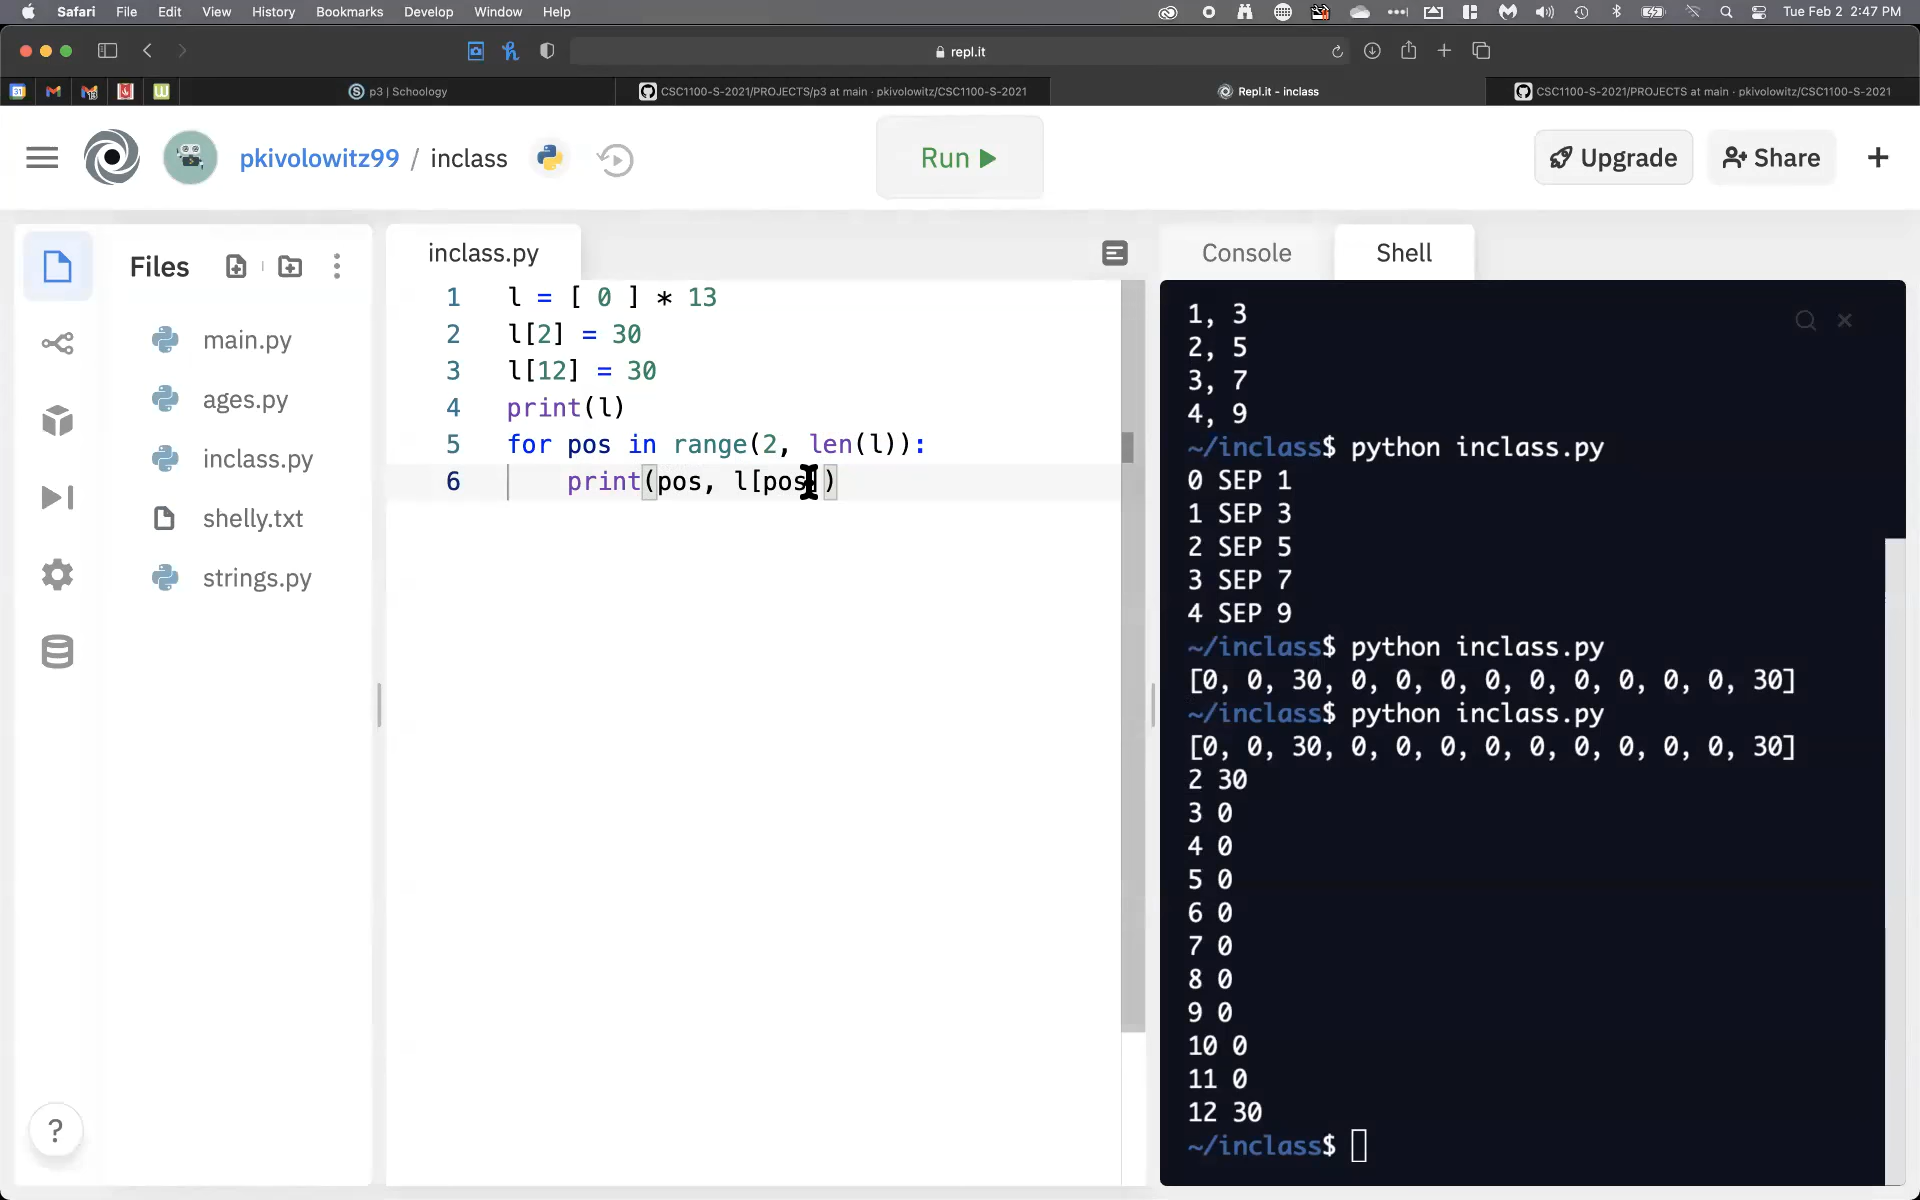 Safari File Edit View History Bookmarks Develop Window Help Tue Feb 2 2:47 PM
repl.it
p3 | Schoology CSC1100-S-2021/PROJECTS/p3 at main · pkivolowitz/CSC1100-S-2021 Repl.it - inclass CSC1100-S-2021/PROJECTS at main · pkivolowitz/CSC1100-S-2021
pkivolowitz99 / inclass Run Upgrade Share +
Files
main.py
ages.py
inclass.py
shelly.txt
strings.py
?
inclass.py
1 l = [ 0 ] * 13
2 l[2] = 30
3 l[12] = 30
4 print(l)
5 for pos in range(2, len(l)):
6 print(pos, l[pos])
Console Shell
1, 3
2, 5
3, 7
4, 9
~/inclass$ python inclass.py
0 SEP 1
1 SEP 3
2 SEP 5
3 SEP 7
4 SEP 9
~/inclass$ python inclass.py
[0, 0, 30, 0, 0, 0, 0, 0, 0, 0, 0, 0, 30]
~/inclass$ python inclass.py
[0, 0, 30, 0, 0, 0, 0, 0, 0, 0, 0, 0, 30]
2 30
3 0
4 0
5 0
6 0
7 0
8 0
9 0
10 0
11 0
12 30
~/inclass$